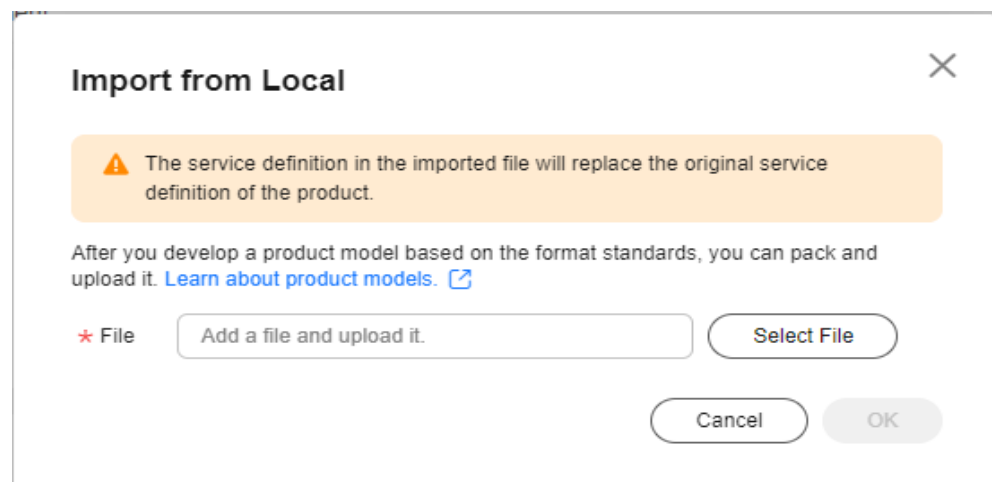 Import from Local
The service definition in the imported file will replace the original service
definition of the product.
After you develop a product model based on the format standards, you can pack and
upload it. Learn about product models.
* File Add a file and upload it. Select File
Cancel OK